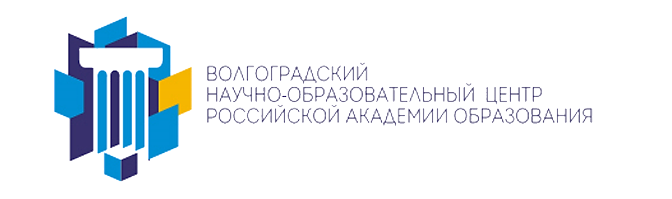 ВОЛГОГРАДСКИЙ
НАУЧНО-ОБРАЗОВАТЕЛЬНЫЙ ЦЕНТР
РОССИЙСКОЙ АКАДЕМИИ ОБРАЗОВАНИЯ